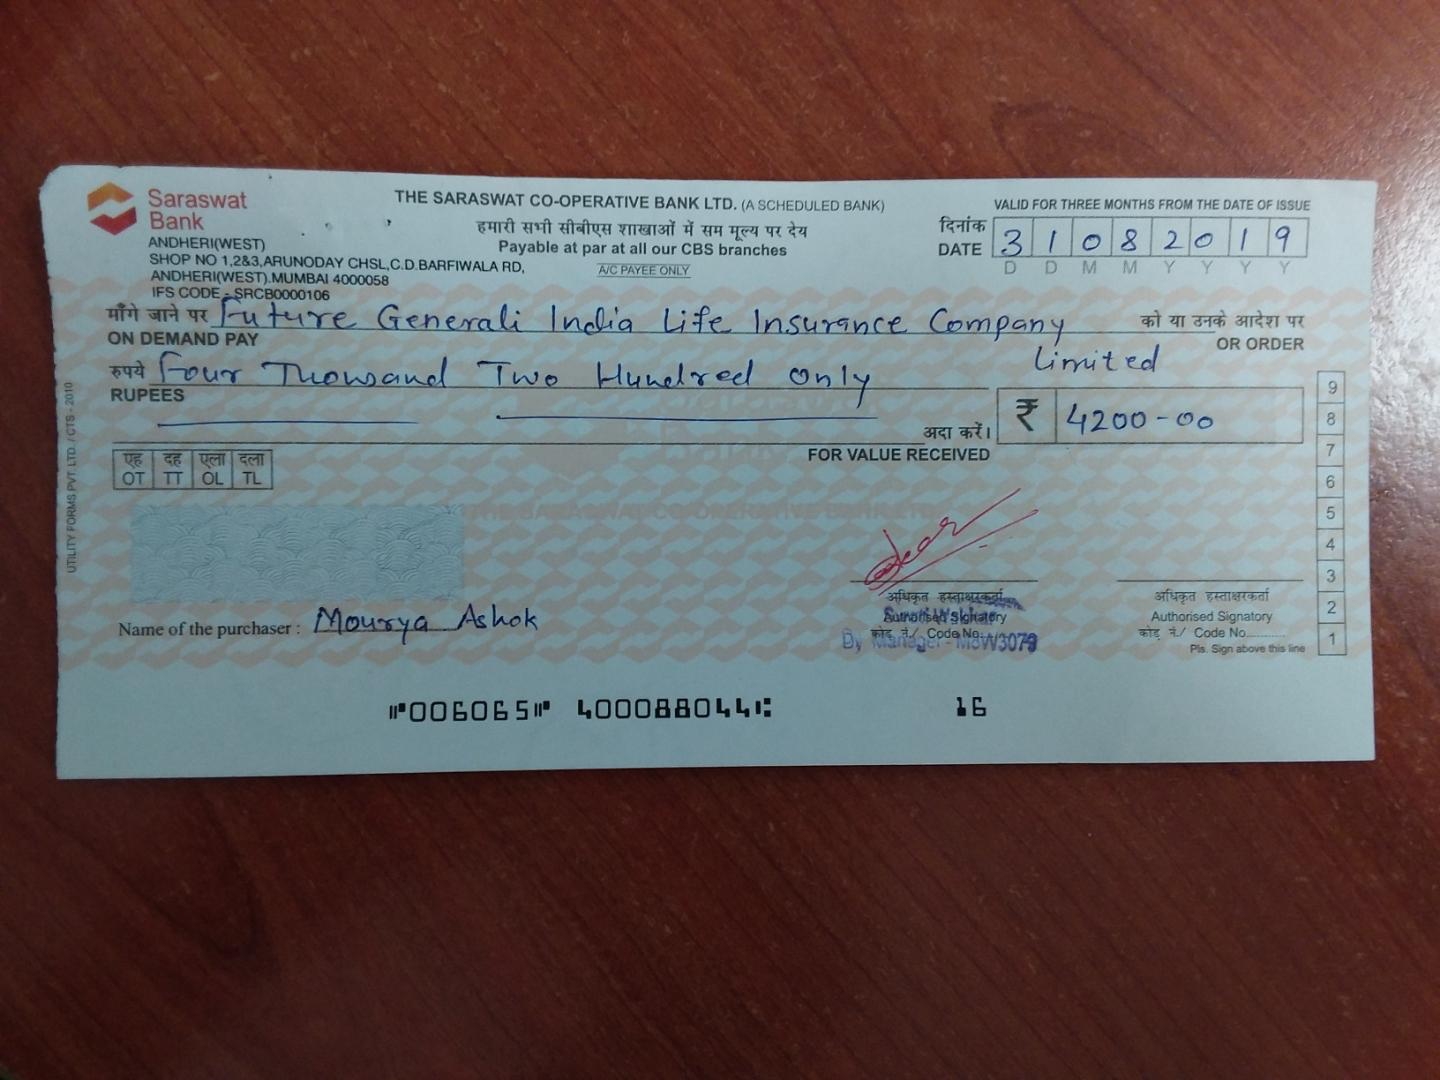 Saraswat
Bank
THE SARASWAT CO-OPERATIVE BANK LTD. (A SCHEDULED BANK)
हमारी सभी सीबीएस शाखाओं में सम मूल्य पर देय
Payable at par at all our CBS branches
A/C PAYEE ONLY
VALID FOR THREE MONTHS FROM THE DATE OF ISSUE
दिनांक
DATE 3 1 0 8 2 0 1 9
D D M M Y Y Y Y
ANDHERI(WEST)
SHOP NO 1,2&3,ARUNODAY CHSL,C.D.BARFIWALA RD,
ANDHERI(WEST).MUMBAI 4000058
IFS CODE - SRCB0000106
माँगे जाने पर Future Generali India Life Insurance Company को या उनके आदेश पर
ON DEMAND PAY OR ORDER
Limited
रुपये Four Thousand Two Hundred only
RUPEES
अदा करें। ₹ 4200-00
FOR VALUE RECEIVED
एह दह एला दला
OT TT OL TL
THE SARASWAT CO-OPERATIVE BANK LTD.
अधिकृत हस्ताक्षरकर्ता अधिकृत हस्ताक्षरकर्ता
Authorised Signatory Authorised Signatory
कोड नं./ Code No. कोड नं./ Code No...........
Dy Manager - M3079
Pls. Sign above this line
Name of the purchaser : Mourya Ashok
UTILITY FORMS PVT. LTD. / CTS - 2010
9
8
7
6
5
4
3
2
1
⑈006065⑈ 400088044⑆ 16